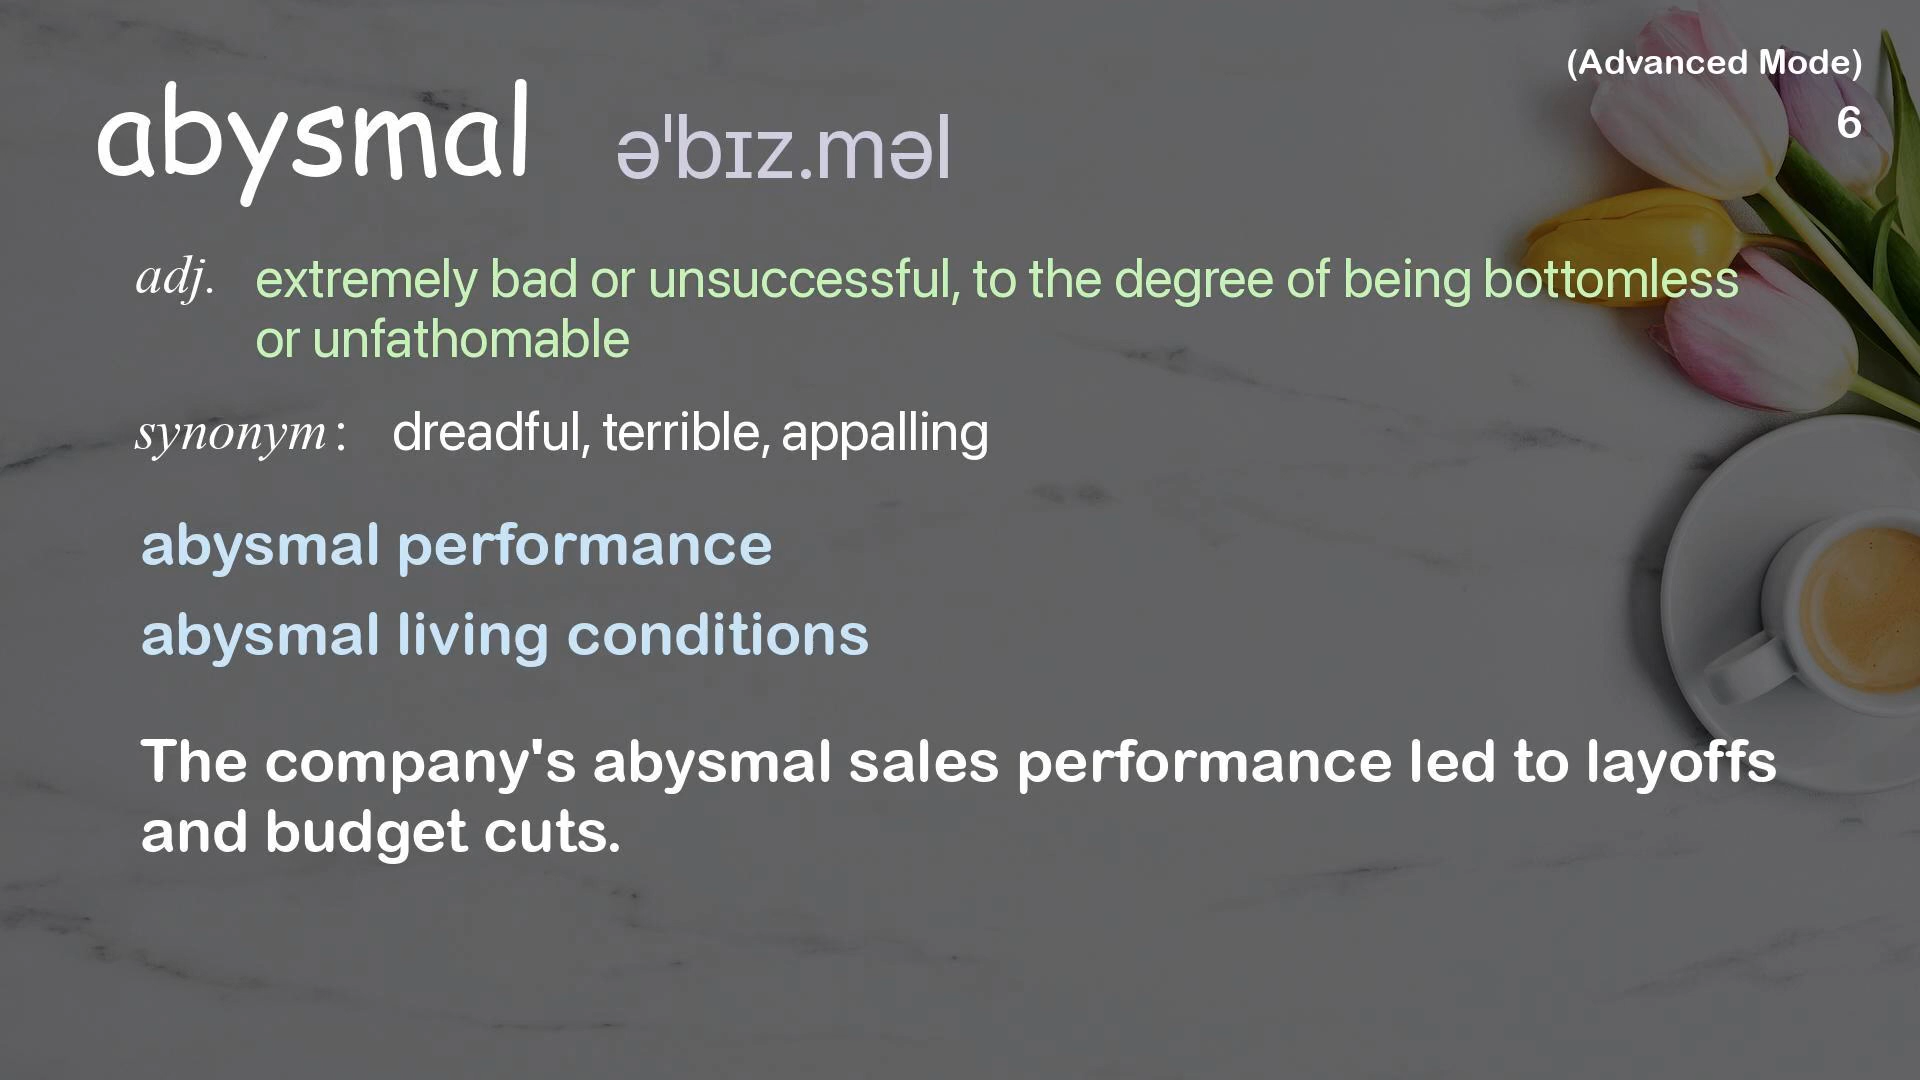 (Advanced Mode)
6
abysmal əˈbɪz.məl
adj. extremely bad or unsuccessful, to the degree of being bottomless
or unfathomable
synonym: dreadful, terrible, appalling
abysmal performance
abysmal living conditions
The company's abysmal sales performance led to layoffs
and budget cuts.